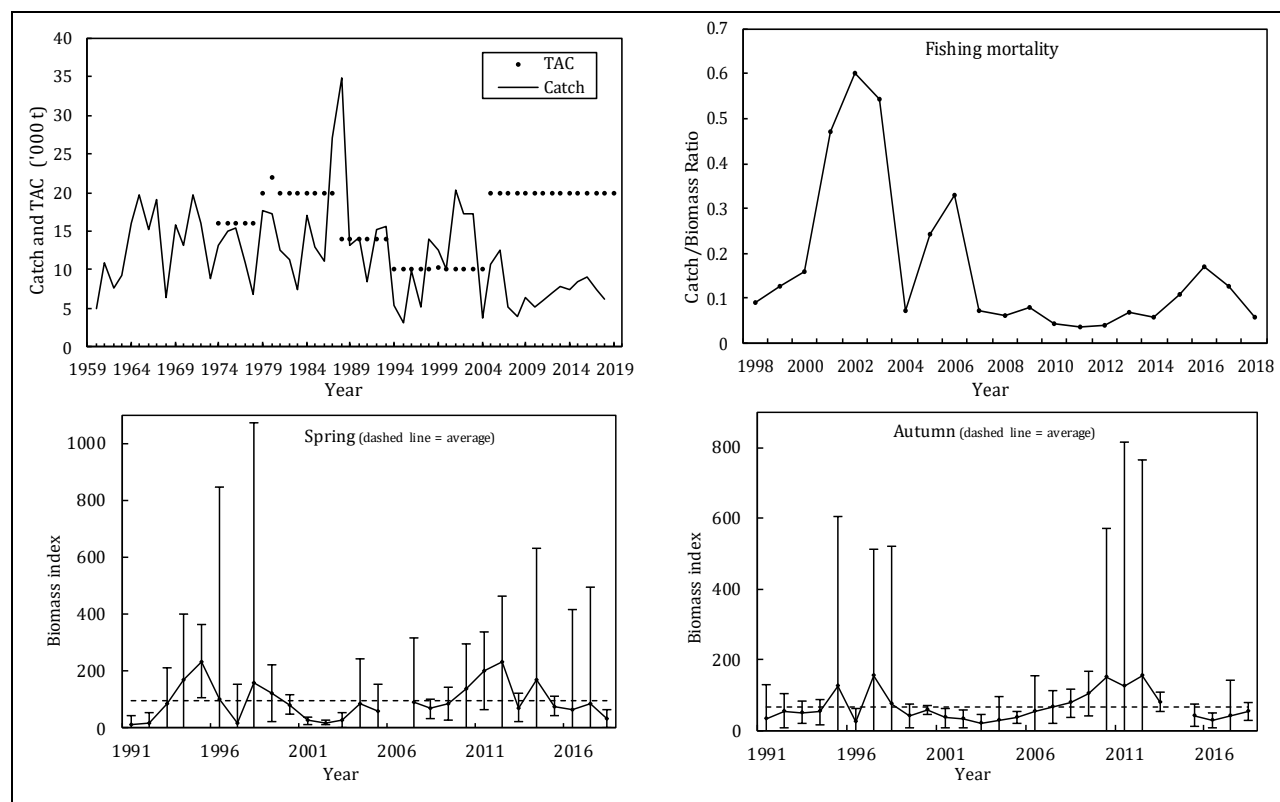 40
35
30
25
20
15
10
5
0
Catch and TAC ('000 t)
TAC
Catch
1959 1964 1969 1974 1979 1984 1989 1994 1999 2004 2009 2014 2019
Year
0.7
0.6
0.5
0.4
0.3
0.2
0.1
0
Catch/Biomass Ratio
Fishing mortality
1998 2000 2002 2004 2006 2008 2010 2012 2014 2016 2018
Year
1000
800
600
400
200
0
Biomass index
Spring (dashed line = average)
1991 1996 2001 2006 2011 2016
Year
800
600
400
200
0
Biomass index
Autumn (dashed line = average)
1991 1996 2001 2006 2011 2016
Year